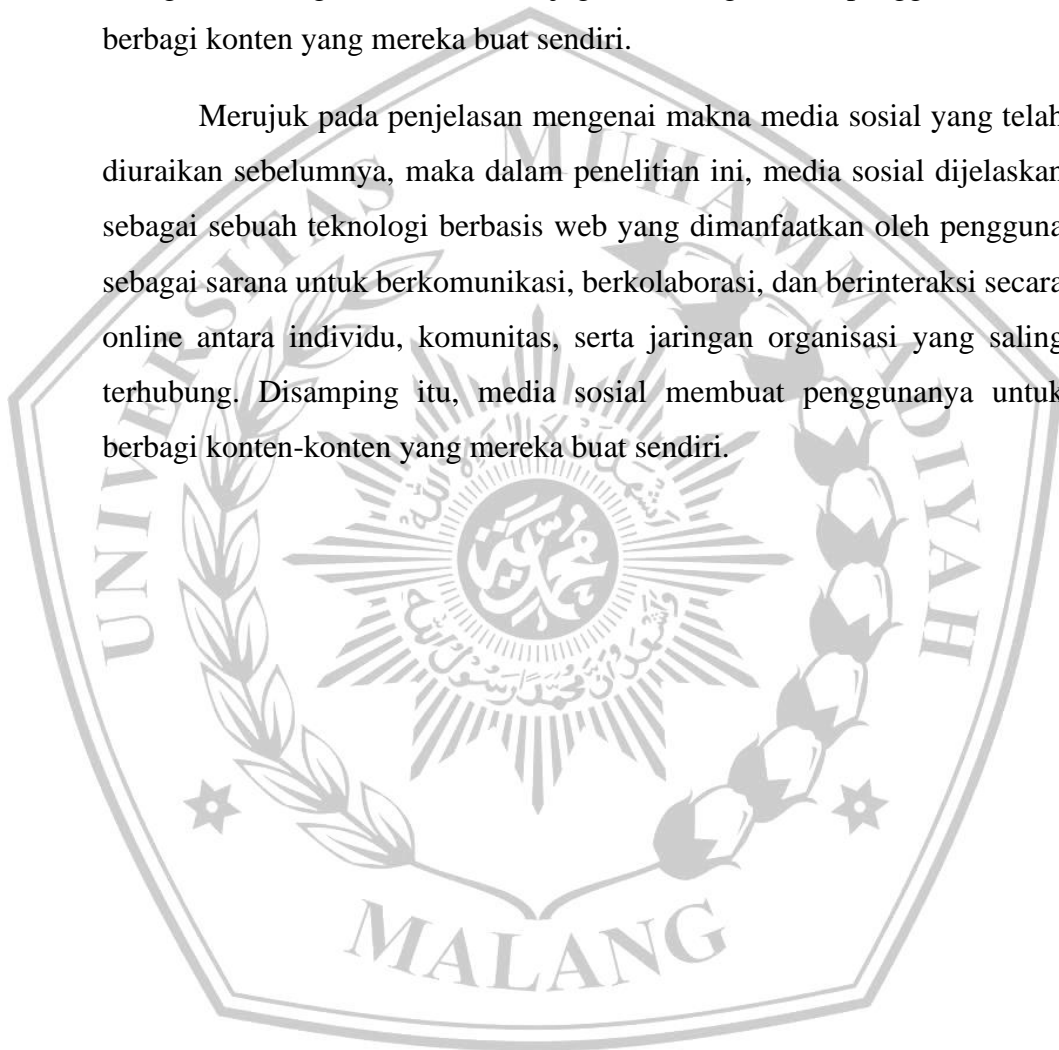 berbagi konten yang mereka buat sendiri.
Merujuk pada penjelasan mengenai makna media sosial yang telah
diuraikan sebelumnya, maka dalam penelitian ini, media sosial dijelaskan
sebagai sebuah teknologi berbasis web yang dimanfaatkan oleh pengguna
sebagai sarana untuk berkomunikasi, berkolaborasi, dan berinteraksi secara
online antara individu, komunitas, serta jaringan organisasi yang saling
terhubung. Disamping itu, media sosial membuat penggunanya untuk
berbagi konten-konten yang mereka buat sendiri.
UNIVERSITAS MUHAMMADIYAH
MALANG